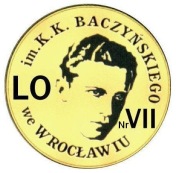 im. K.K. BACZYŃSKIEGO
LO
Nr VII
we WROCŁAWIU